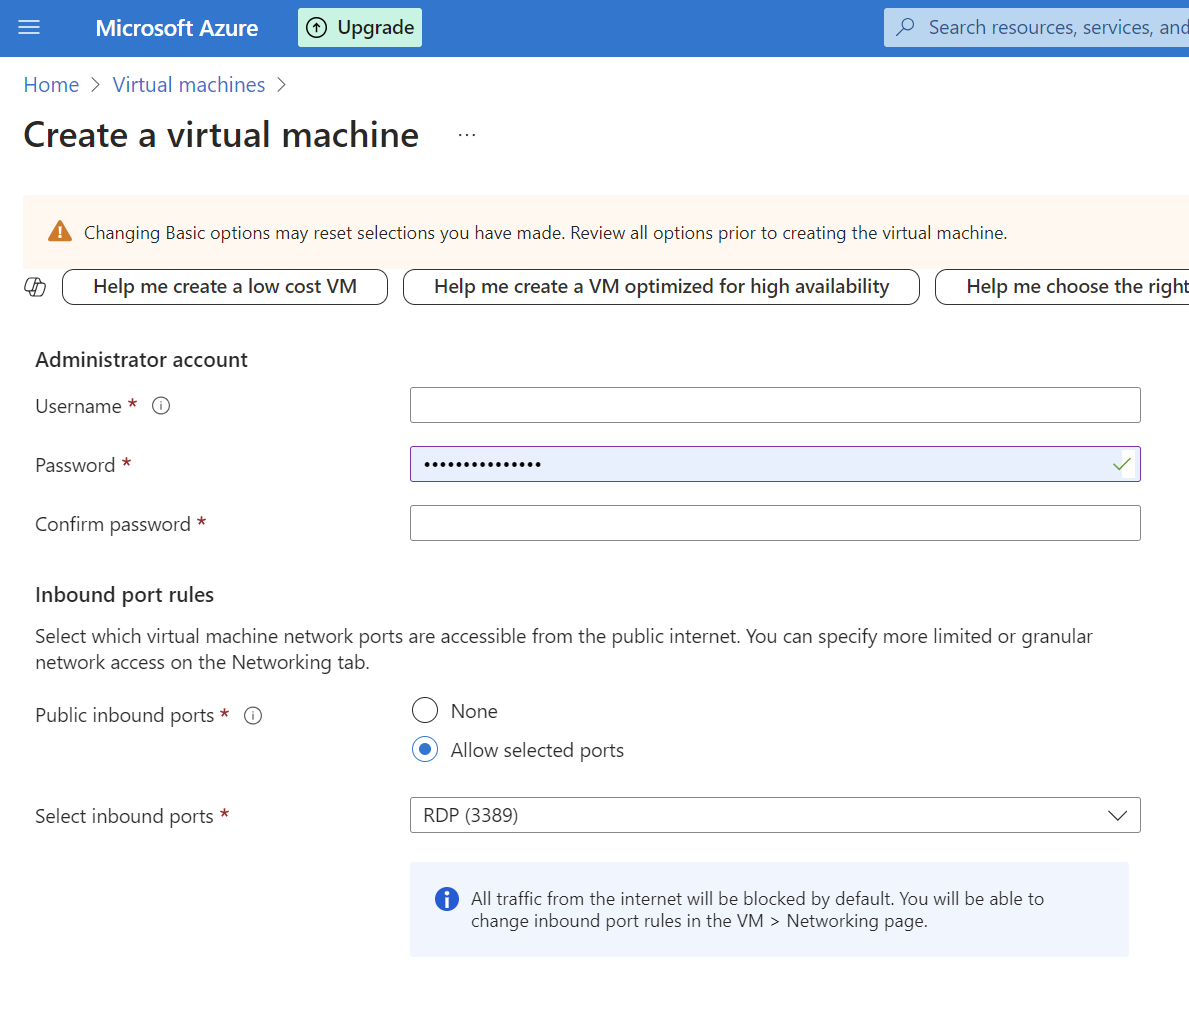 Microsoft Azure
Upgrade
Search resources, services, and
Home > Virtual machines >
Create a virtual machine ...
Changing Basic options may reset selections you have made. Review all options prior to creating the virtual machine.
Help me create a low cost VM
Help me create a VM optimized for high availability
Help me choose the right
Administrator account
Username *
Password *
•••••••••••••••
Confirm password *
Inbound port rules
Select which virtual machine network ports are accessible from the public internet. You can specify more limited or granular
network access on the Networking tab.
Public inbound ports *
None
Allow selected ports
Select inbound ports *
RDP (3389)
All traffic from the internet will be blocked by default. You will be able to
change inbound port rules in the VM > Networking page.